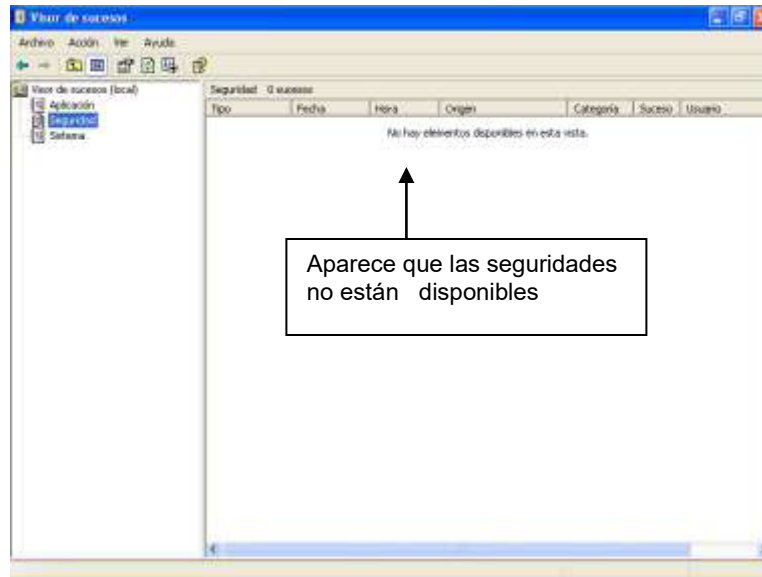 Visor de sucesos
Archivo Acción Ver Ayuda
Visor de sucesos (local)
Aplicación
Seguridad
Sistema
Seguridad 0 sucesos
Tipo Fecha Hora Origen Categoría Suceso Usuario
No hay elementos disponibles en esta vista.
Aparece que las seguridades
no están disponibles